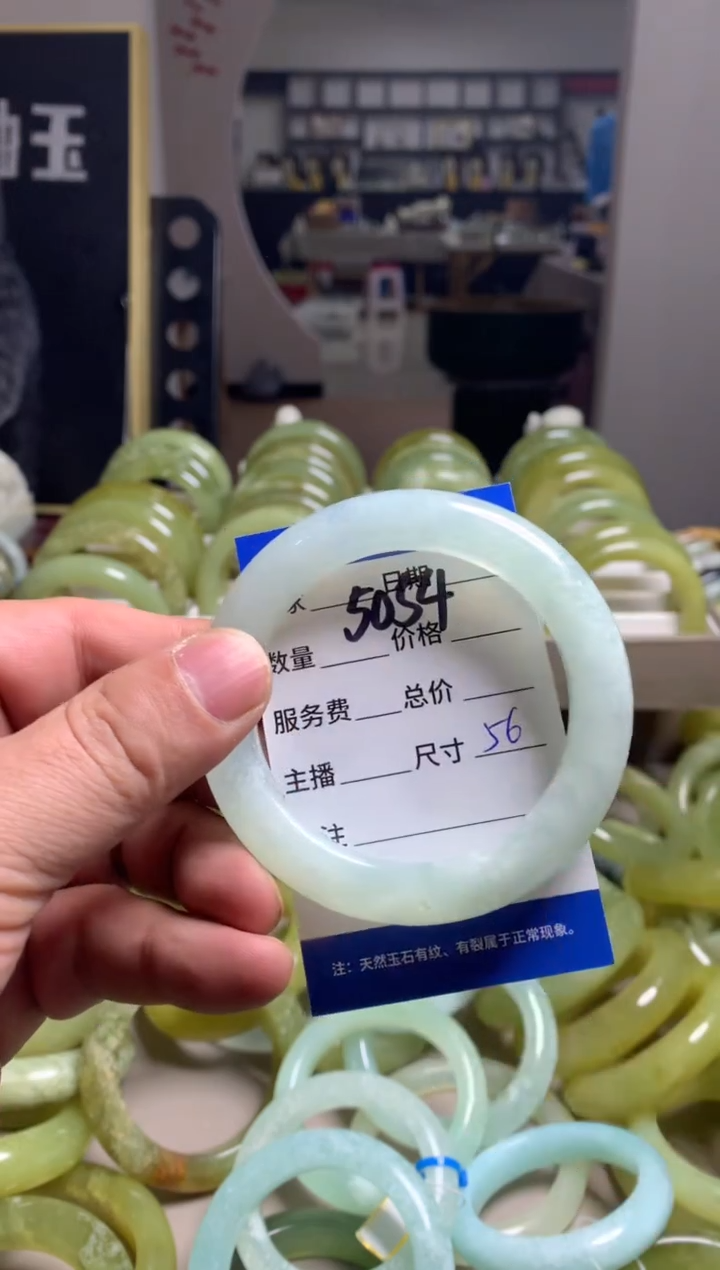 岫玉
日期
5054
数量 价格
服务费 总价
主播 尺寸 56
注
注：天然玉石有纹、有裂属于正常现象。